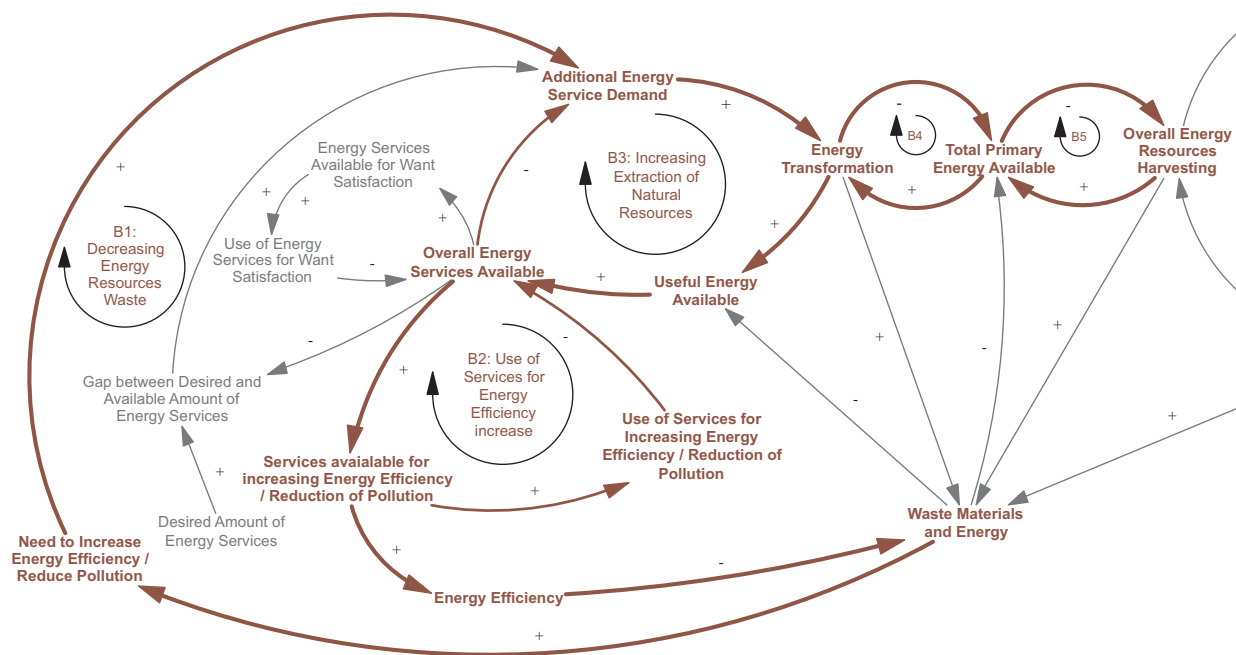 Additional Energy
Service Demand
+
-
-
Energy Services
Available for Want
Satisfaction
Energy
Transformation
B4
Total Primary
Energy Available
B5
Overall Energy
Resources
Harvesting
+
B3: Increasing
Extraction of
Natural
Resources
-
+
+
+
+
+
+
B1:
Decreasing
Energy
Resources
Waste
Use of Energy
Services for Want
Satisfaction
-
Overall Energy
Services Available
+
Useful Energy
Available
-
+
-
B2: Use of
Services for
Energy
Efficiency
increase
-
+
+
+
-
Gap between Desired and
Available Amount of
Energy Services
-
+
Use of Services for
Increasing Energy
Efficiency / Reduction of
Pollution
Services avaialable for
increasing Energy Efficiency
/ Reduction of Pollution
+
+
Desired Amount of
Energy Services
Waste Materials
and Energy
Need to Increase
Energy Efficiency /
Reduce Pollution
+
-
Energy Efficiency
+